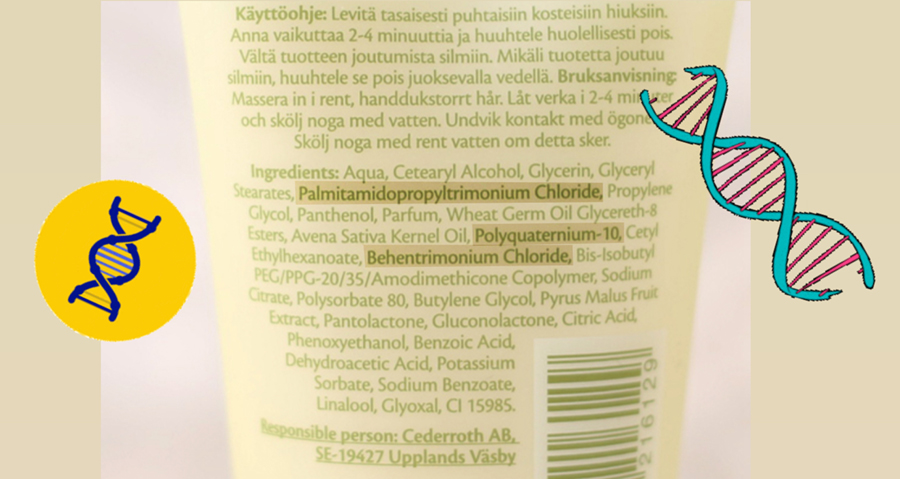 Käyttöohje: Levitä tasaisesti puhtaisiin kosteisiin hiuksiin.
Anna vaikuttaa 2-4 minuuttia ja huuhtele huolellisesti pois.
Vältä tuotteen joutumista silmiin. Mikäli tuotetta joutuu
silmiin, huuhtele se pois juoksevalla vedellä. Bruksanvisning:
Massera in i rent, handdukstorrt hår. Låt verka i 2-4
och skölj noga med vatten. Undvik kontakt med
Skölj noga med rent vatten om detta sker.
Ingredients: Aqua, Cetearyl Alcohol, Glycerin, Glyceryl
Stearates, Palmitamidopropyltrimonium Chloride, Propylene
Glycol, Panthenol, Parfum, Wheat Germ Oil Glycereth-8
Esters, Avena Sativa Kernel Oil, Polyquaternium-10, Cetyl
Ethylhexanoate, Behentrimonium Chloride, Bis-Isobutyl
PEG/PPG-20/35/Amodimethicone Copolymer, Sodium
Citrate, Polysorbate 80, Butylene Glycol, Pyrus Malus Fruit
Extract, Pantolactone, Gluconolactone, Citric Acid,
Phenoxyethanol, Benzoic Acid,
Dehydroacetic Acid, Potassium
Sorbate, Sodium Benzoate,
Linalool, Glyoxal, CI 15985.
Responsible person: Cederroth AB,
SE-19427 Upplands Väsby
216129